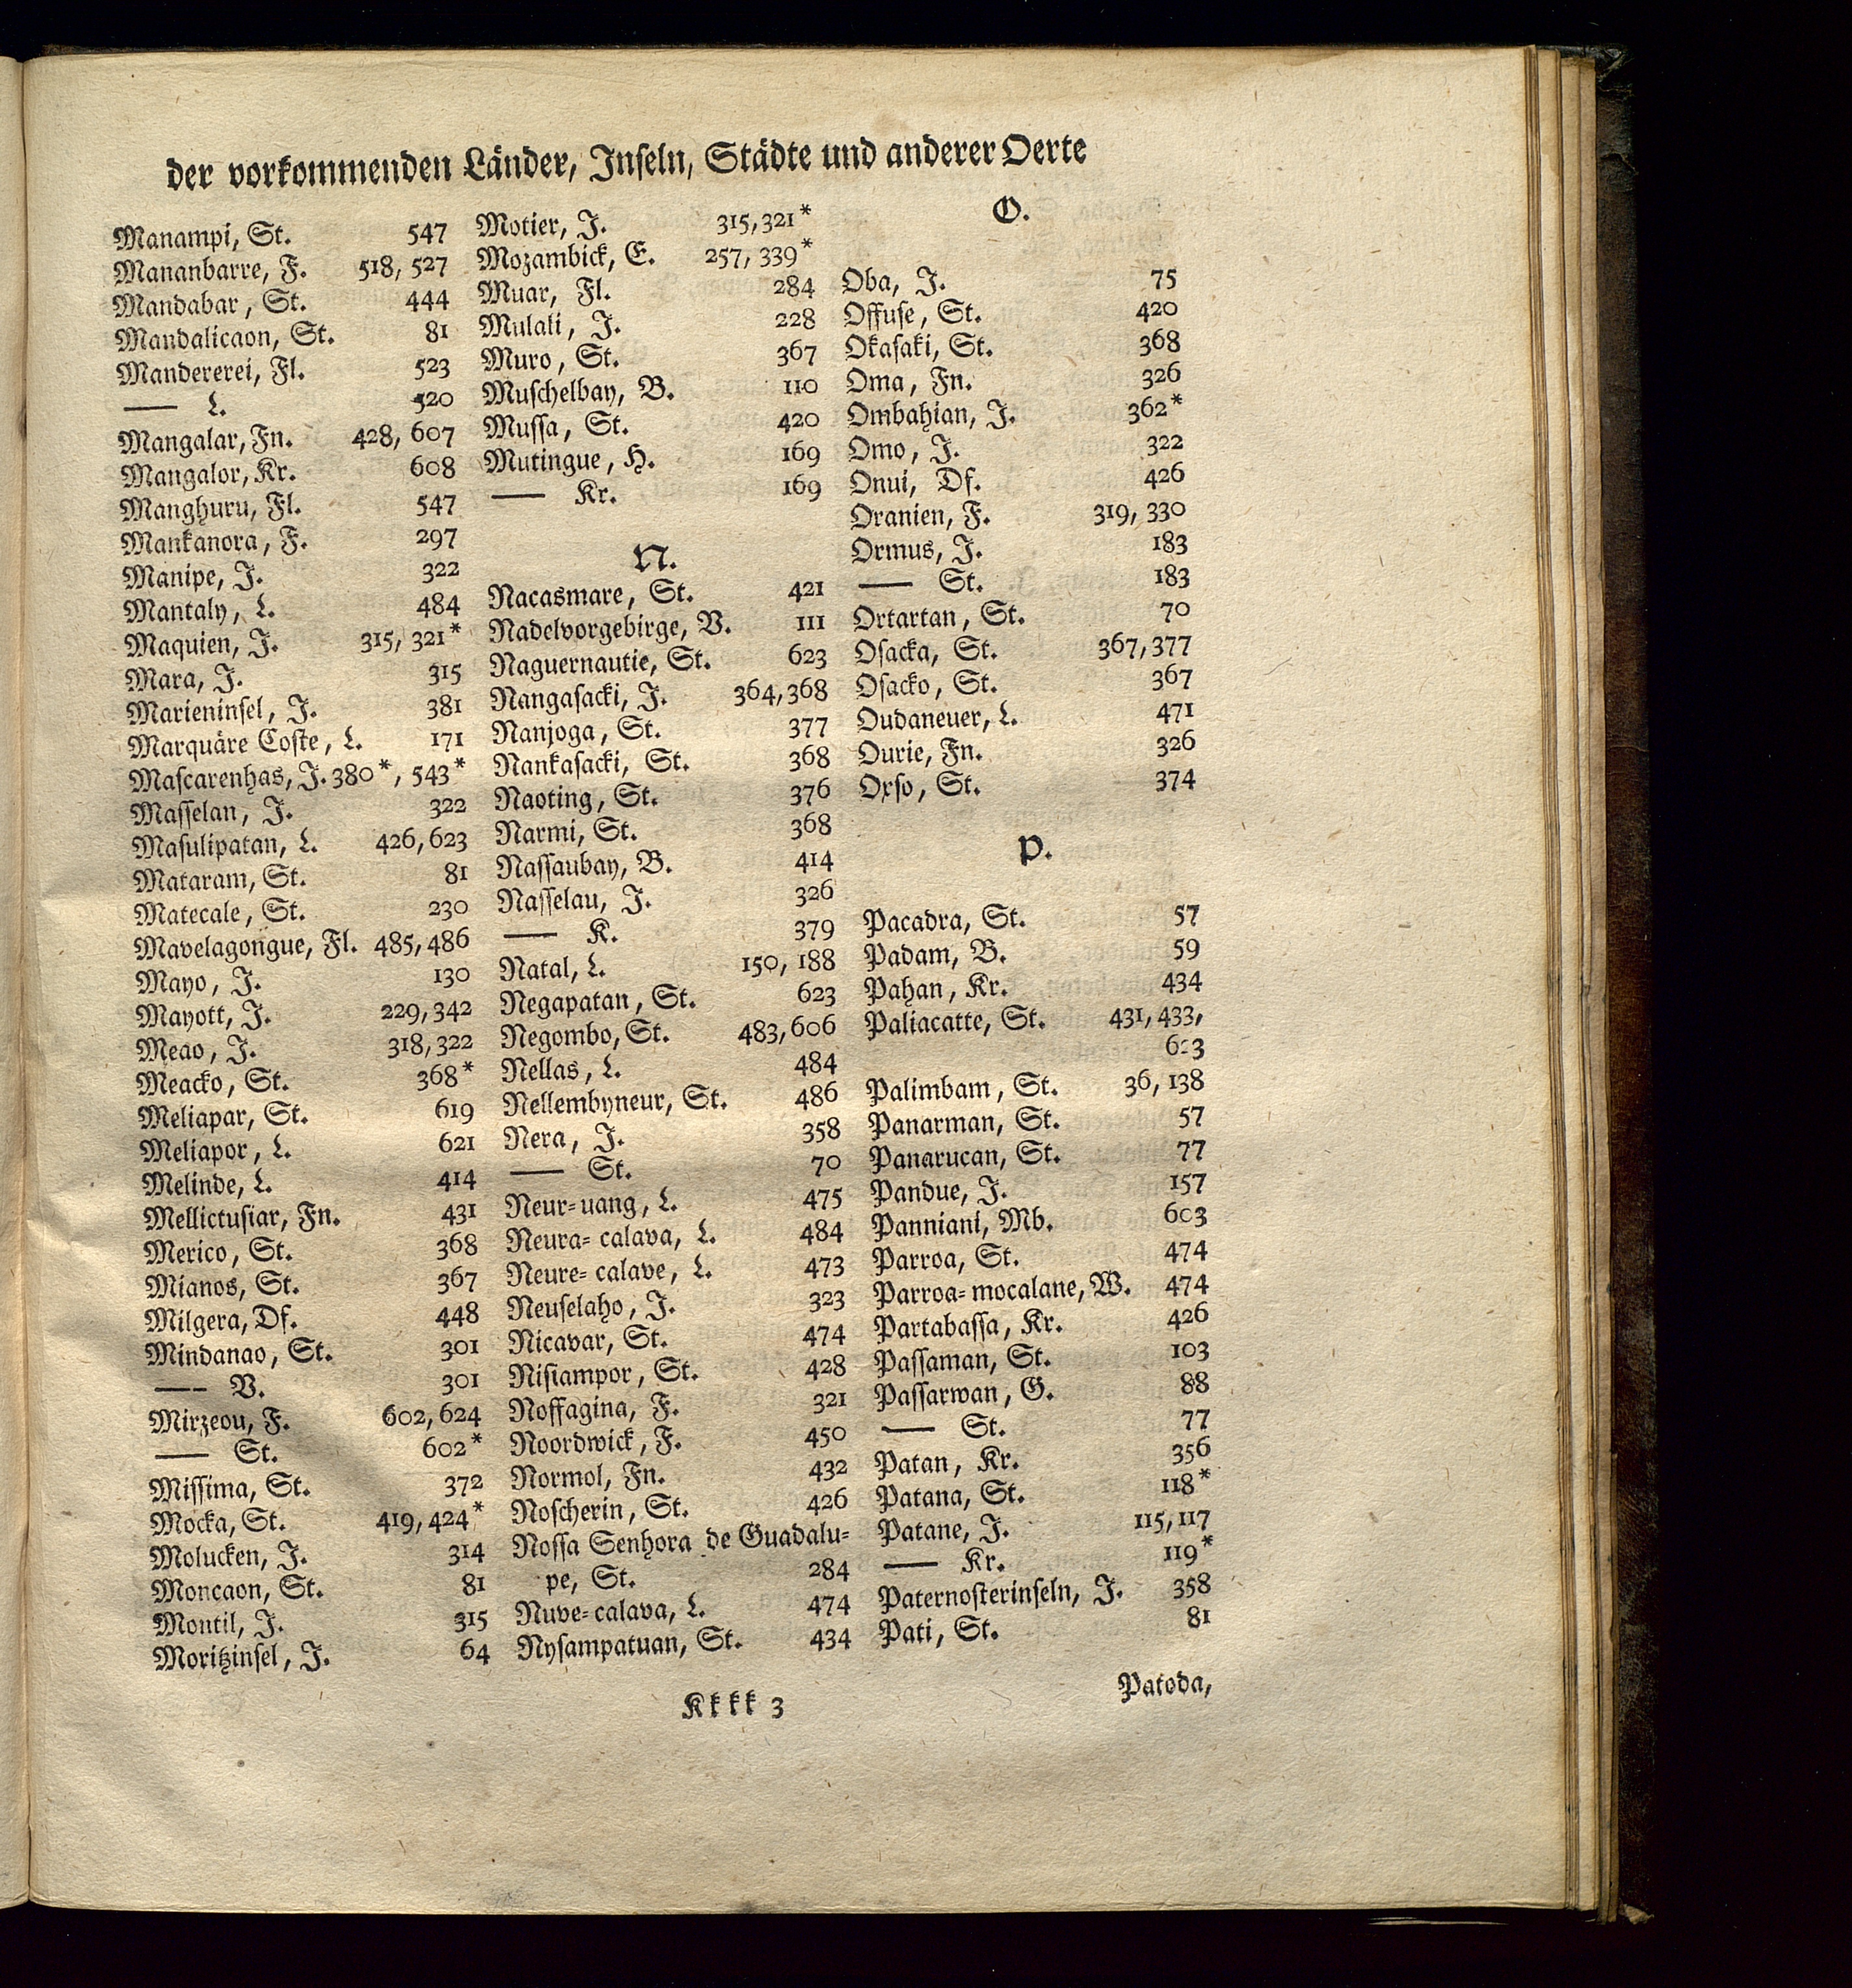 der vorkommenden Länder, Inseln, Städte und anderer Oerte
Manampi, St. 547
Mananbarre, F. 518, 527
Mandabar, St. 444
Mandalicaon, St. 81
Mandererei, Fl. 523
—— L. 520
Mangalar, Fn. 428, 607
Mangalor, Kr. 608
Manghuru, Fl. 547
Mankanora, F. 297
Manipe, J. 322
Mantaly, L. 484
Maquien, J. 315, 321*
Mara, J. 315
Marieninsel, J. 381
Marquäre Coste, L. 171
Mascarenhas, J. 380*, 543*
Masselan, J. 322
Masulipatan, L. 426, 623
Mataram, St. 81
Matecale, St. 230
Mavelagongue, Fl. 485, 486
Mayo, J. 130
Mayott, J. 229, 342
Meao, J. 318, 322
Meacko, St. 368*
Meliapar, St. 619
Meliapor, L. 621
Melinde, L. 414
Mellictusiar, Fn. 431
Merico, St. 368
Mianos, St. 367
Milgera, Df. 448
Mindanao, St. 301
—— V. 301
Mirzeou, F. 602, 624
—— St. 602*
Missima, St. 372
Mocka, St. 419, 424*
Molucken, J. 314
Moncaon, St. 81
Montil, J. 315
Moritzinsel, J. 64
Motier, J. 315, 321*
Mozambick, E. 257, 339*
Muar, Fl. 284
Mulali, J. 228
Muro, St. 367
Muschelbay, B. 110
Mussa, St. 420
Mutingue, H. 169
—— Kr. 169
N.
Nacasmare, St. 421
Nadelvorgebirge, V. 111
Naguernautie, St. 623
Nangasacki, J. 364, 368
Nanjoga, St. 377
Nankasacki, St. 368
Naoting, St. 376
Narmi, St. 368
Nassaubay, B. 414
Nasselau, J. 326
—— K. 379
Natal, L. 150, 188
Negapatan, St. 623
Negombo, St. 483, 606
Nellas, L. 484
Nellembyneur, St. 486
Nera, J. 358
—— St. 70
Neur-uang, L. 475
Neura-calava, L. 484
Neure-calave, L. 473
Neuselaho, J. 323
Nicavar, St. 474
Nisiampor, St. 428
Noffagina, F. 321
Noordwick, F. 450
Normol, Fn. 432
Noscherin, St. 426
Nossa Senhora de Guadalu-
pe, St. 284
Nuve-calava, L. 474
Nysampatuan, St. 434
O.
Oba, J. 75
Offuse, St. 420
Okasaki, St. 368
Oma, Fn. 326
Ombahian, J. 362*
Omo, J. 322
Onui, Df. 426
Oranien, F. 319, 330
Ormus, J. 183
—— St. 183
Ortartan, St. 70
Osacka, St. 367, 377
Osacko, St. 367
Oudaneuer, L. 471
Ourie, Fn. 326
Oxso, St. 374
P.
Pacadra, St. 57
Padam, B. 59
Pahan, Kr. 434
Paliacatte, St. 431, 433,
623
Palimbam, St. 36, 138
Panarman, St. 57
Panarucan, St. 77
Pandue, J. 157
Panniani, Mb. 603
Parroa, St. 474
Parroa-mocalane, W. 474
Partabassa, Kr. 426
Passaman, St. 103
Passarwan, G. 88
—— St. 77
Patan, Kr. 356
Patana, St. 118*
Patane, J. 115, 117
—— Kr. 119*
Paternosterinseln, J. 358
Pati, St. 81
Kkkk 3
Patoda,